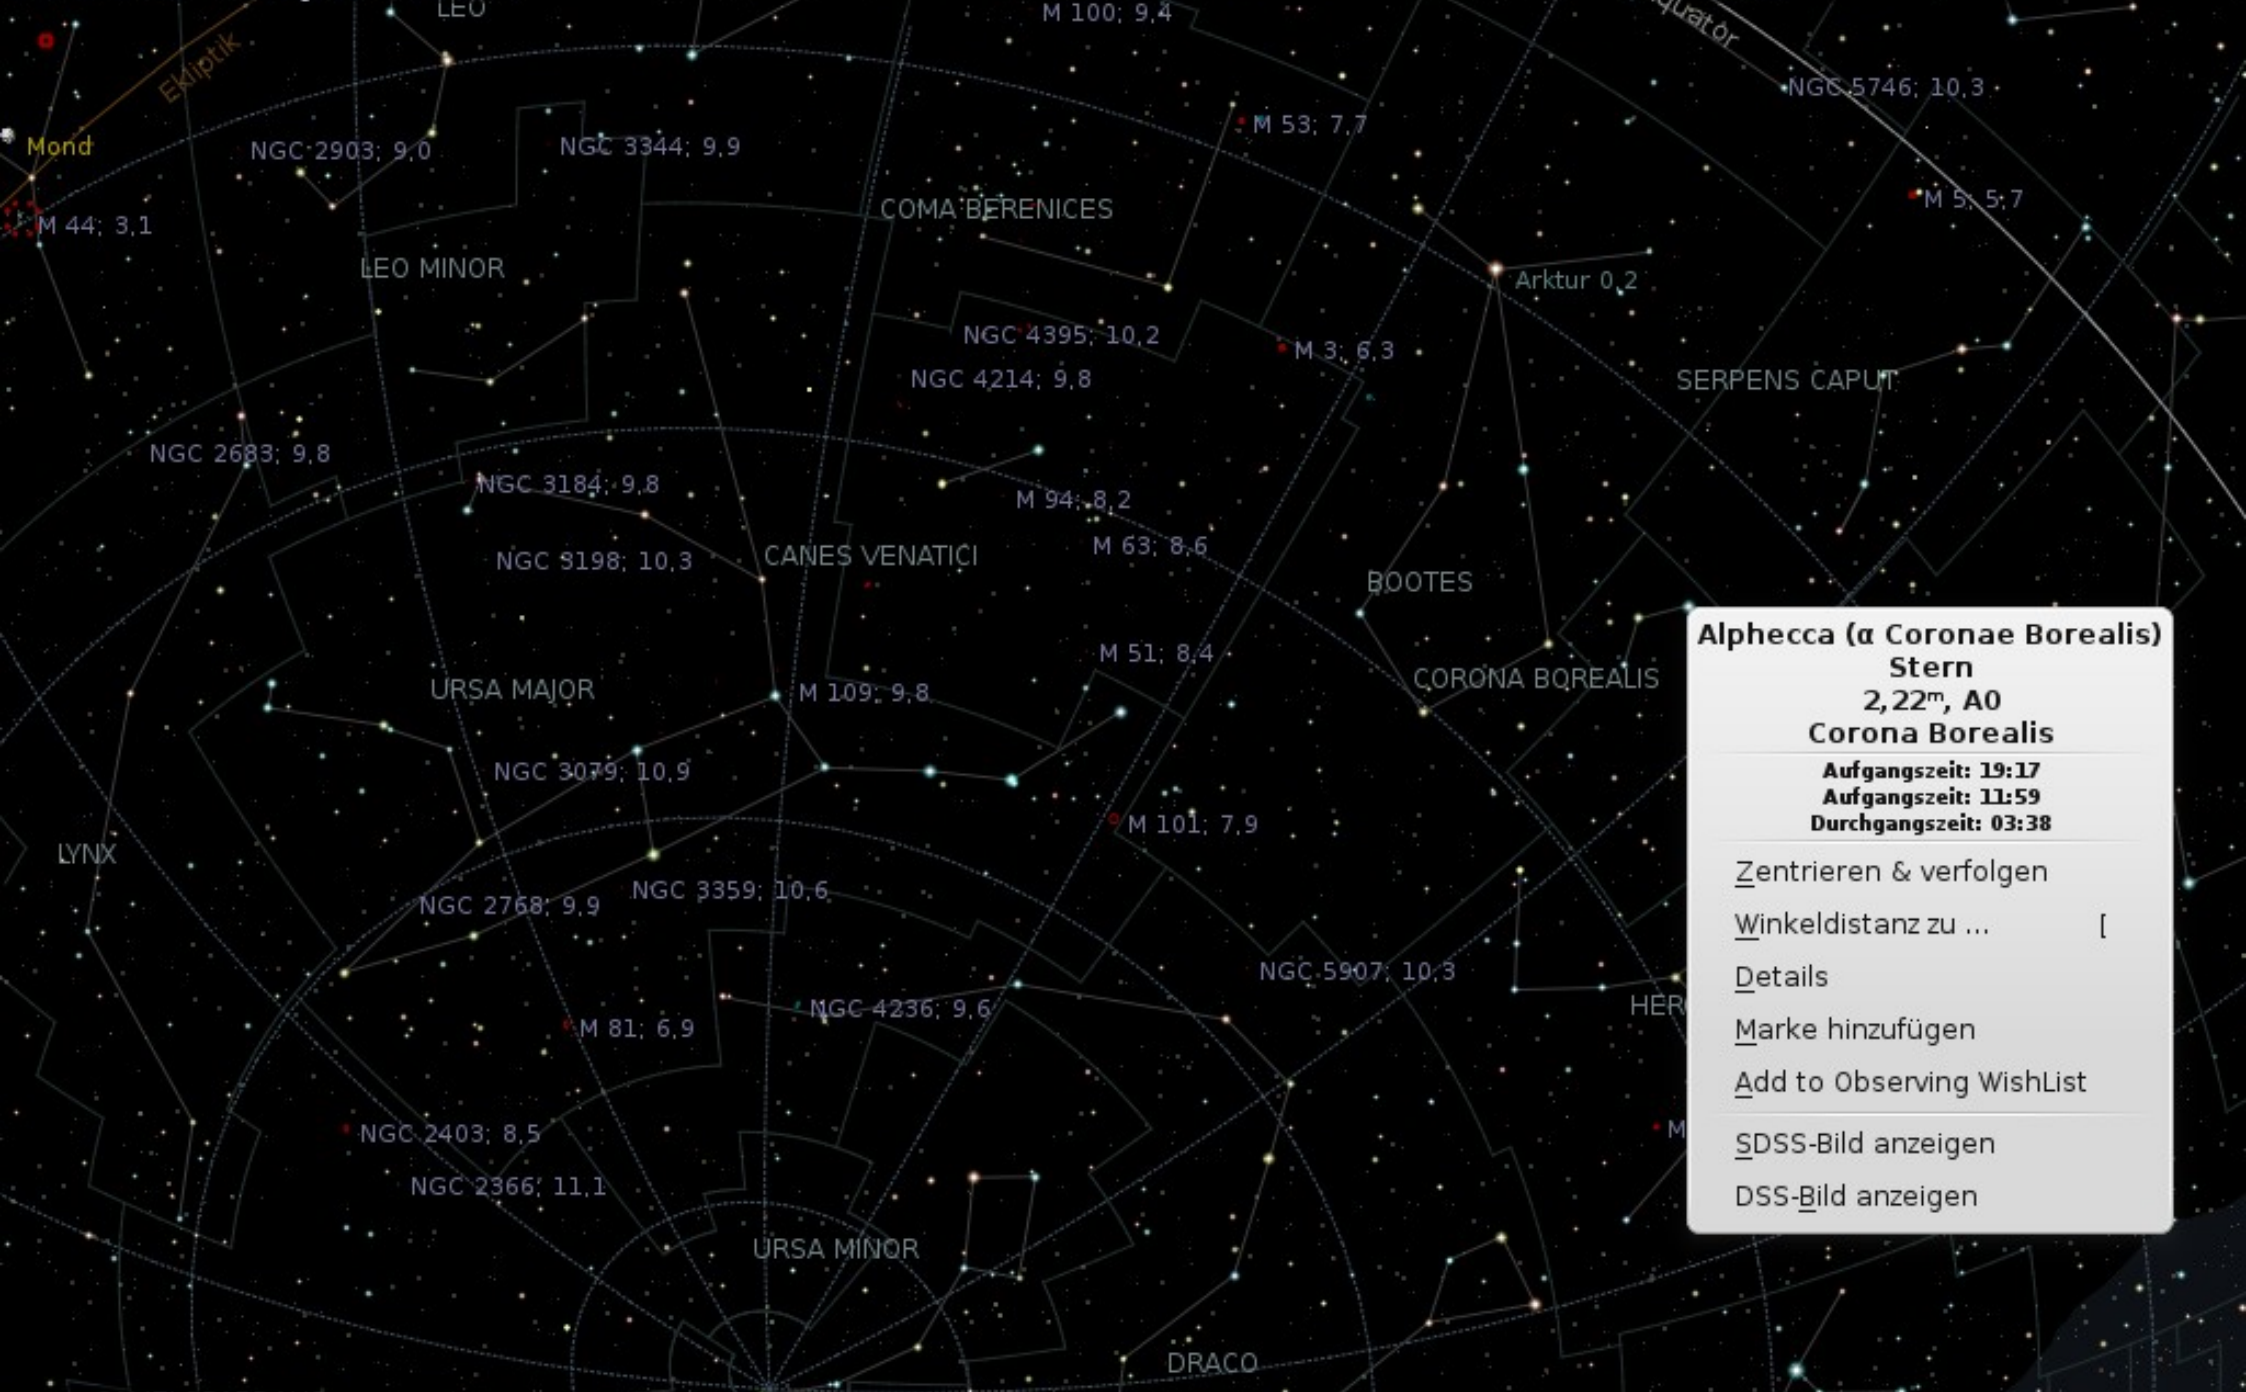 LEO
M 100; 9,4
quator
Ekliptik
NGC 5746; 10,3
M 53; 7,7
Mond
NGC 2903; 9,0
NGC 3344; 9,9
M 5; 5,7
COMA BERENICES
M 44; 3,1
LEO MINOR
Arktur 0,2
NGC 4395; 10,2
M 3; 6,3
NGC 4214; 9,8
SERPENS CAPUT
NGC 2683; 9,8
NGC 3184; 9,8
M 94; 8,2
M 63; 8,6
NGC 3198; 10,3
CANES VENATICI
BOOTES
M 51; 8,4
CORONA BOREALIS
URSA MAJOR
M 109; 9,8
NGC 3079; 10,9
M 101; 7,9
LYNX
NGC 3359; 10,6
NGC 2768; 9,9
NGC 5907; 10,3
NGC 4236; 9,6
HER
M 81; 6,9
NGC 2403; 8,5
M
NGC 2366; 11,1
URSA MINOR
DRACO
Alphecca (α Coronae Borealis)
Stern
2,22ᵐ, A0
Corona Borealis
Aufgangszeit: 19:17
Aufgangszeit: 11:59
Durchgangszeit: 03:38
Zentrieren & verfolgen
Winkeldistanz zu ... [
Details
Marke hinzufügen
Add to Observing WishList
SDSS-Bild anzeigen
DSS-Bild anzeigen